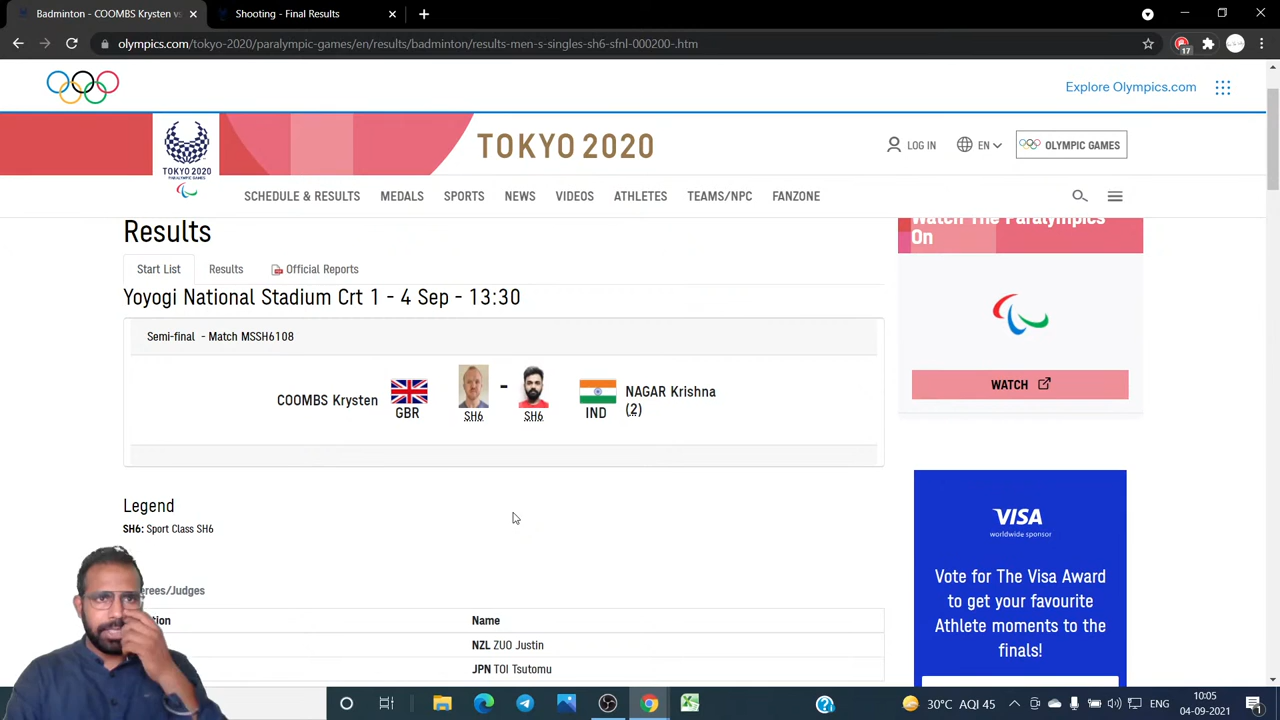 Badminton - COOMBS Krysten vs
Shooting - Final Results
olympics.com/tokyo-2020/paralympic-games/en/results/badminton/results-men-s-singles-sh6-sfnl-000200-.htm
17
Explore Olympics.com
TOKYO 2020
PARALYMPIC GAMES
TOKYO 2020
LOG IN
EN
OLYMPIC GAMES
SCHEDULE & RESULTS
MEDALS
SPORTS
NEWS
VIDEOS
ATHLETES
TEAMS/NPC
FANZONE
Results
Watch The Paralympics
On
Start List
Results
Official Reports
Yoyogi National Stadium Crt 1 - 4 Sep - 13:30
Semi-final - Match MSSH6108
COOMBS Krysten
GBR
SH6
-
SH6
IND
NAGAR Krishna
(2)
WATCH
Legend
SH6: Sport Class SH6
VISA
worldwide sponsor
Vote for The Visa Award
to get your favourite
Athlete moments to the
finals!
erees/Judges
tion
Name
NZL ZUO Justin
JPN TOI Tsutomu
30°C AQI 45
ENG
10:05
04-09-2021
1